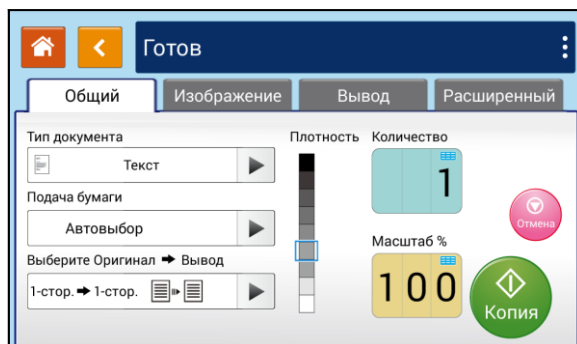 Готов
Общий
Изображение
Вывод
Расширенный
Тип документа
Текст
Подача бумаги
Автовыбор
Выберите Оригинал ➡ Вывод
1-стор. ➡ 1-стор.
Плотность
Количество
1
Масштаб %
100
Отмена
Копия